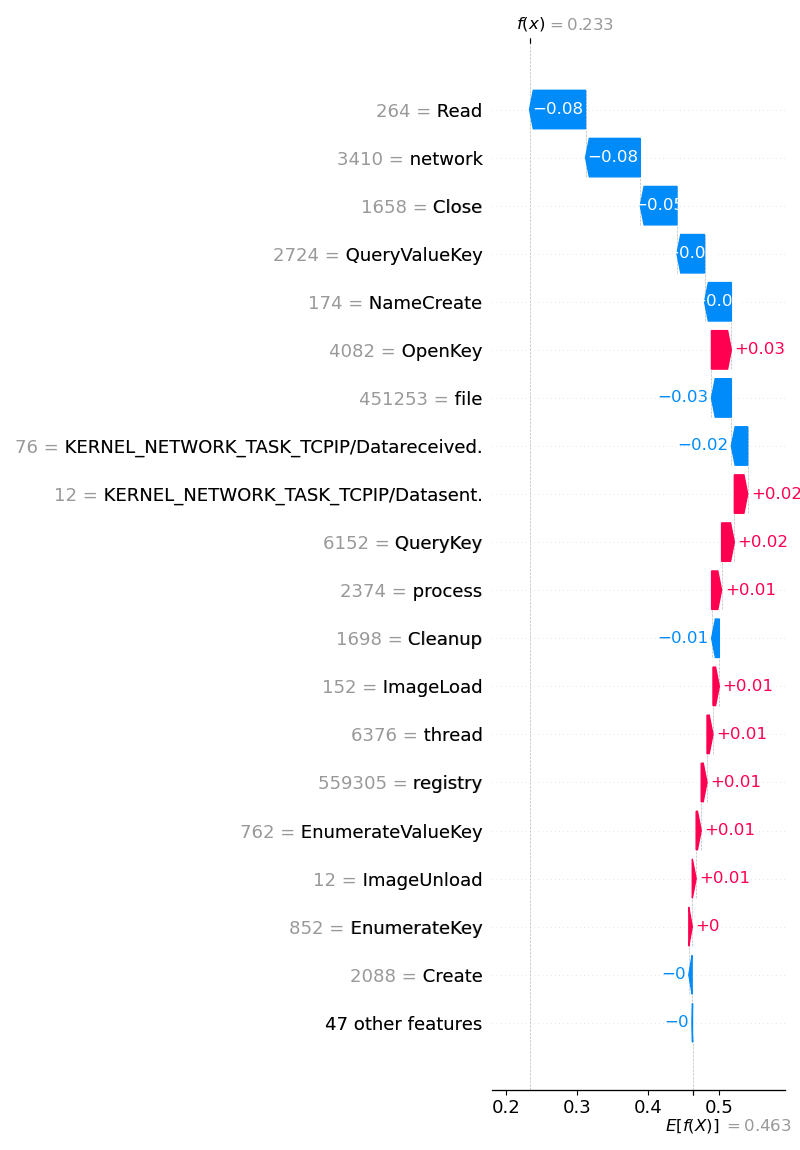 f(x) = 0.233
264 = Read −0.08
3410 = network −0.08
1658 = Close −0.05
2724 = QueryValueKey
174 = NameCreate
4082 = OpenKey +0.03
451253 = file −0.03
76 = KERNEL_NETWORK_TASK_TCPIP/Datareceived. −0.02
12 = KERNEL_NETWORK_TASK_TCPIP/Datasent. +0.02
6152 = QueryKey +0.02
2374 = process +0.01
1698 = Cleanup −0.01
152 = ImageLoad +0.01
6376 = thread +0.01
559305 = registry +0.01
762 = EnumerateValueKey +0.01
12 = ImageUnload +0.01
852 = EnumerateKey +0
2088 = Create −0
47 other features −0
0.2 0.3 0.4 0.5
E[f(X)] = 0.463